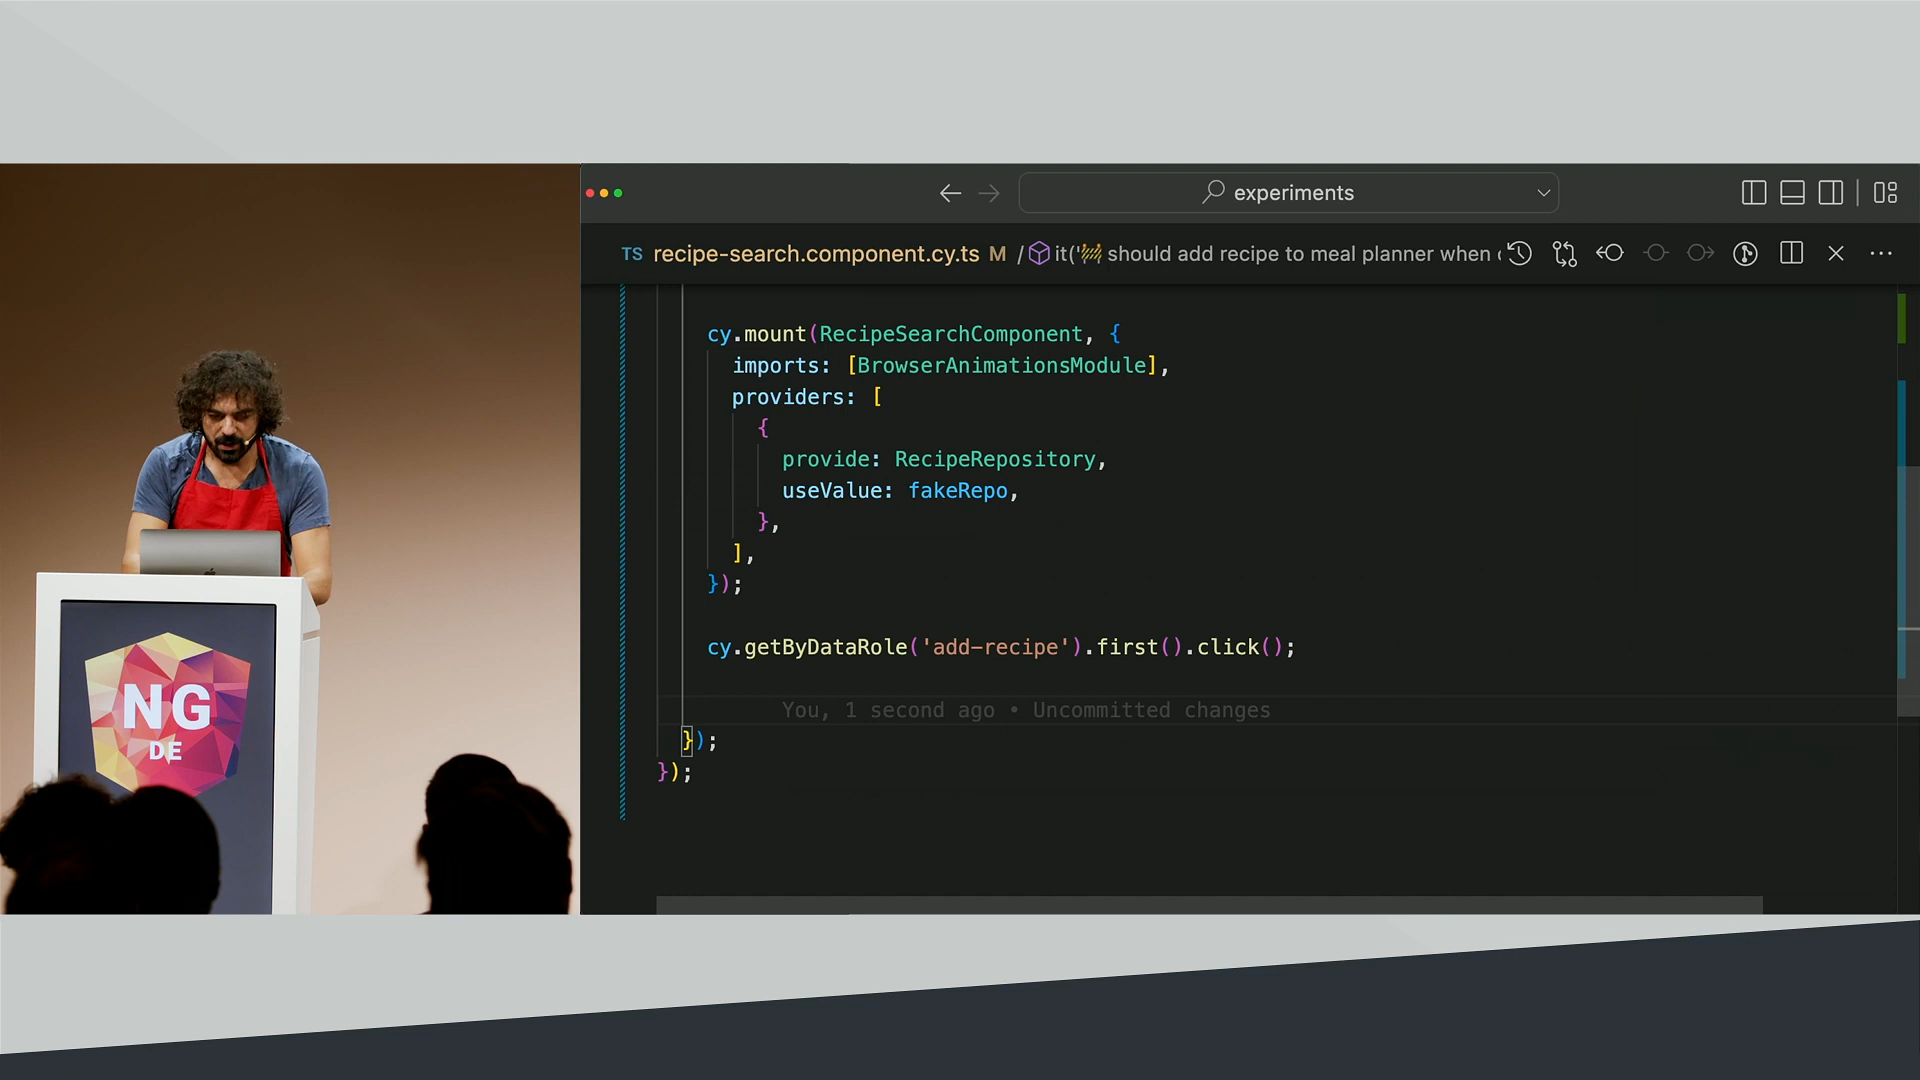 experiments
TS recipe-search.component.cy.ts M / it('🚧 should add recipe to meal planner when
cy.mount(RecipeSearchComponent, {
imports: [BrowserAnimationsModule],
providers: [
{
provide: RecipeRepository,
useValue: fakeRepo,
},
],
});
cy.getByDataRole('add-recipe').first().click();
You, 1 second ago • Uncommitted changes
});
});
NG
DE